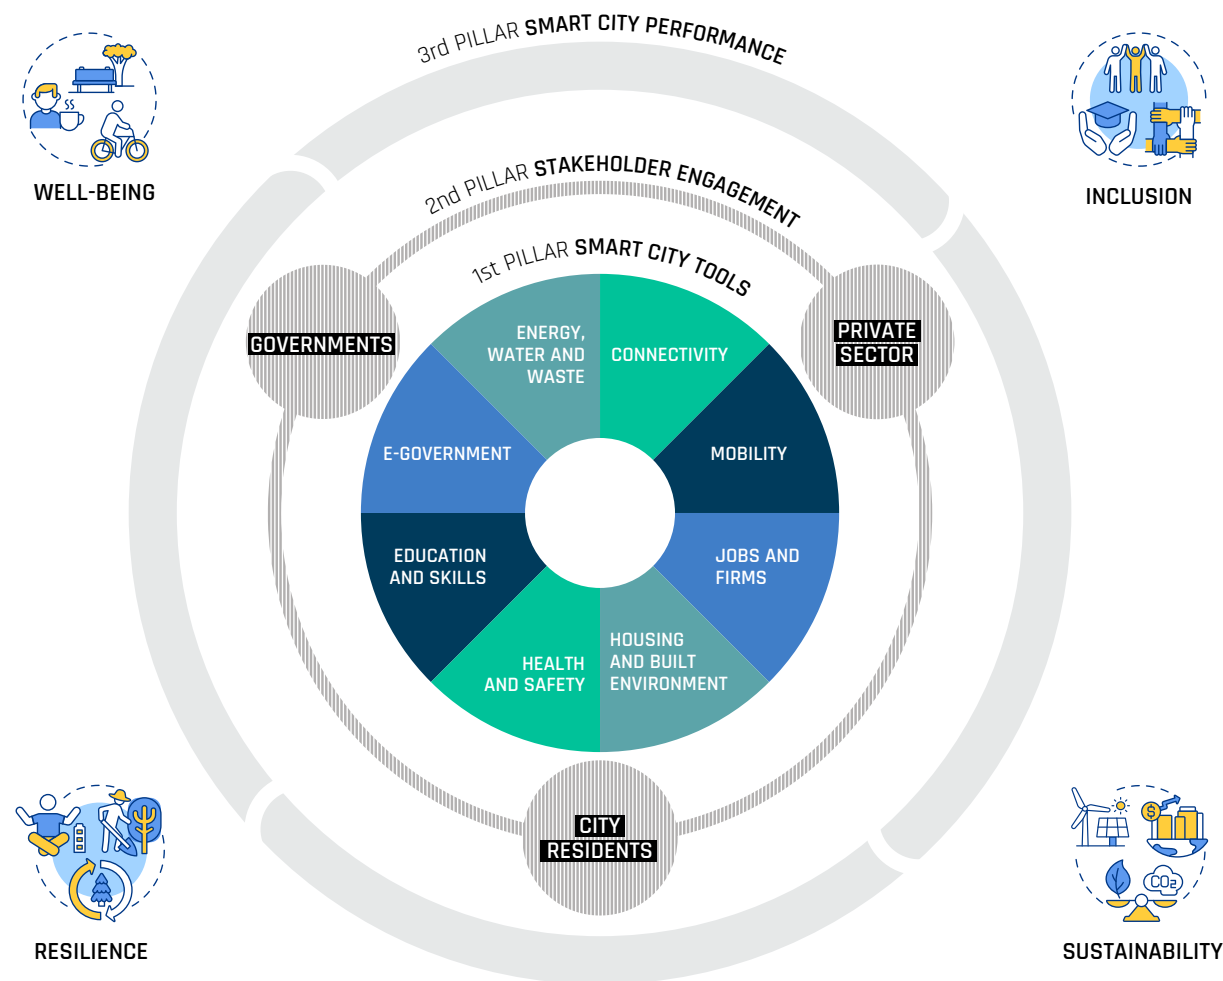 3rd PILLAR SMART CITY PERFORMANCE
WELL-BEING
INCLUSION
2nd PILLAR STAKEHOLDER ENGAGEMENT
1st PILLAR SMART CITY TOOLS
GOVERNMENTS
PRIVATE
SECTOR
ENERGY,
WATER AND
WASTE
CONNECTIVITY
E-GOVERNMENT
MOBILITY
EDUCATION
AND SKILLS
JOBS AND
FIRMS
HEALTH
AND SAFETY
HOUSING
AND BUILT
ENVIRONMENT
CITY
RESIDENTS
$
CO₂
RESILIENCE
SUSTAINABILITY